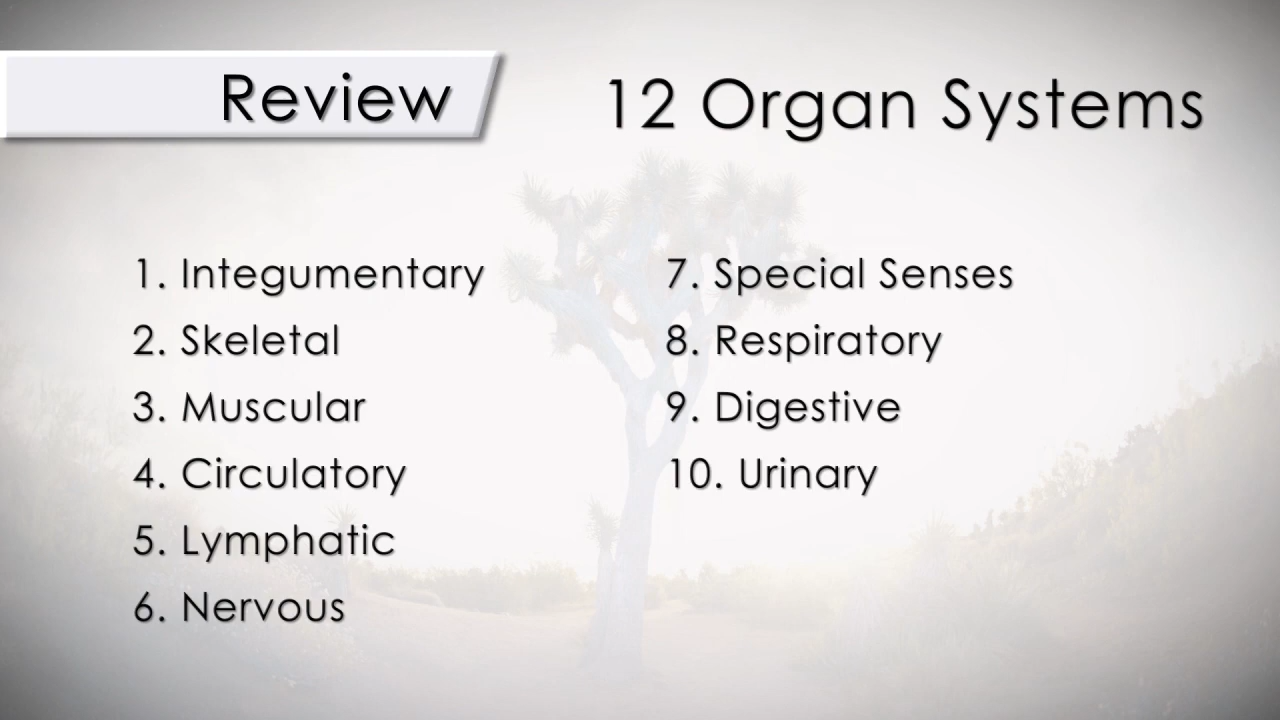 Review
12 Organ Systems
1. Integumentary
2. Skeletal
3. Muscular
4. Circulatory
5. Lymphatic
6. Nervous
7. Special Senses
8. Respiratory
9. Digestive
10. Urinary